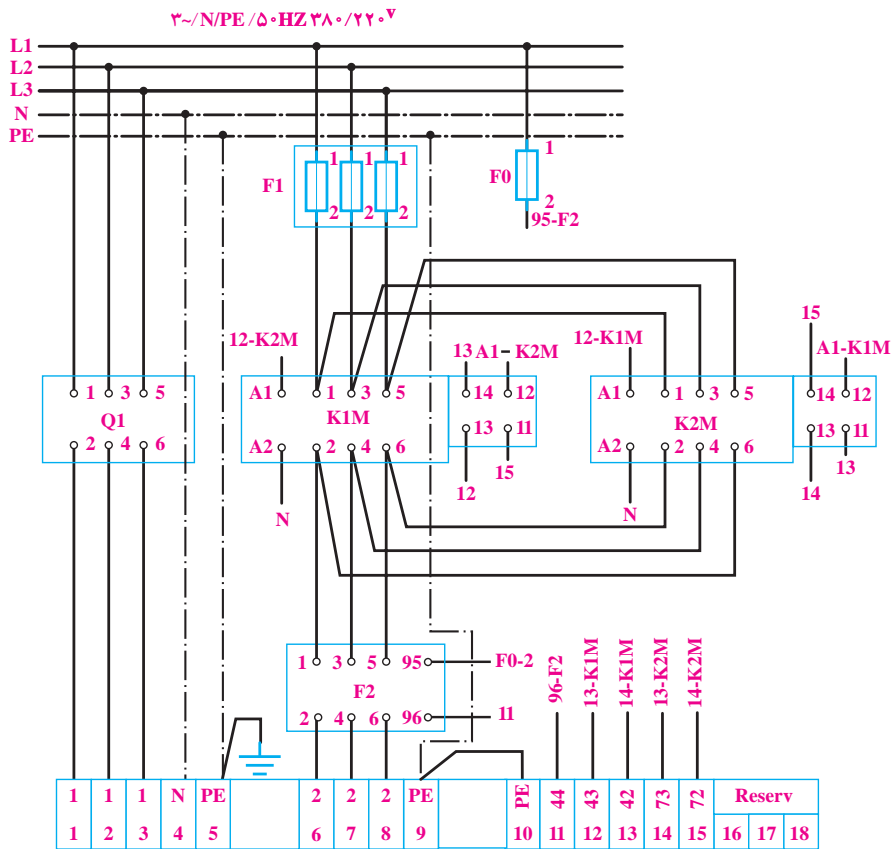 ۳~/N/PE/۵۰HZ ۳۸۰/۲۲۰V
L1
L2
L3
N
PE
F1
1 1 1
2 2 2
F0
1
2
95-F2
12-K2M
13 A1-K2M
12-K1M
15
A1-K1M
1 3 5
Q1
2 4 6
A1 1 3 5
K1M
A2 2 4 6
14 12
13 11
N
12
15
A1 1 3 5
K2M
A2 2 4 6
14 12
13 11
N
14
13
1 3 5 95
F2
2 4 6 96
F0-2
11
96-F2
13-K1M
14-K1M
13-K2M
14-K2M
1 1 1 N PE 2 2 2 PE PE 44 43 42 73 72 Reserv
1 2 3 4 5 6 7 8 9 10 11 12 13 14 15 16 17 18